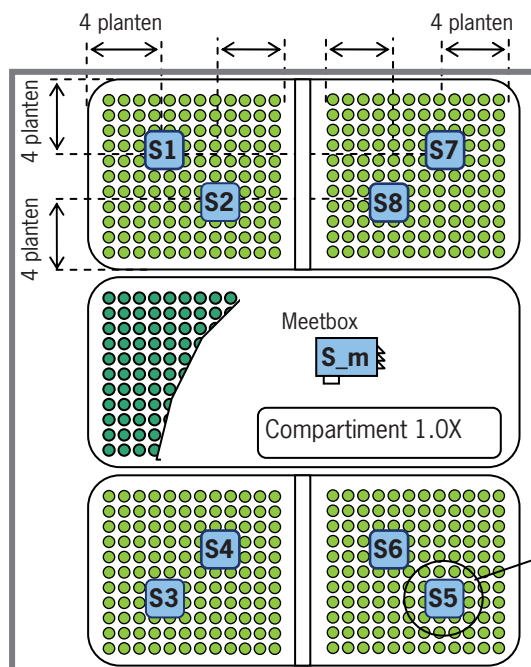 4 planten
4 planten
4 planten
S1
S7
S2
S8
4 planten
Meetbox
S_m
Compartiment 1.0X
S4
S6
S3
S5